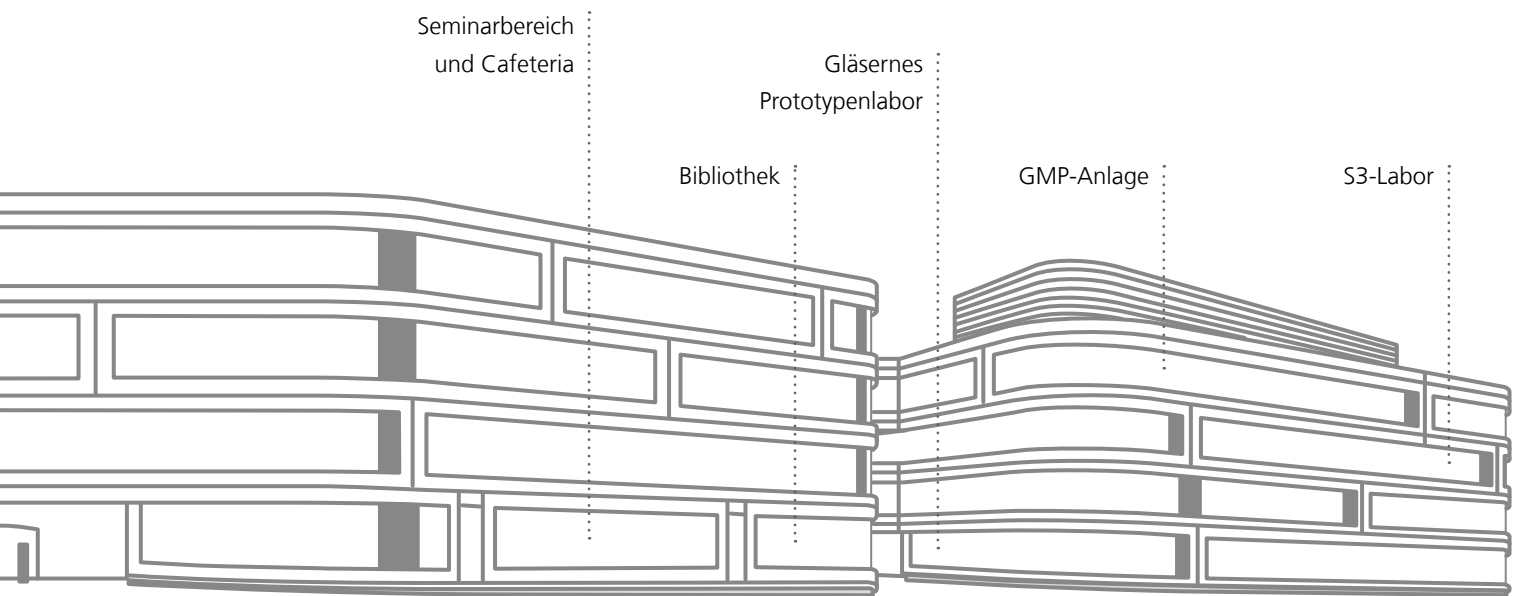 Seminarbereich
und Cafeteria
Gläsernes
Prototypenlabor
Bibliothek
GMP-Anlage
S3-Labor